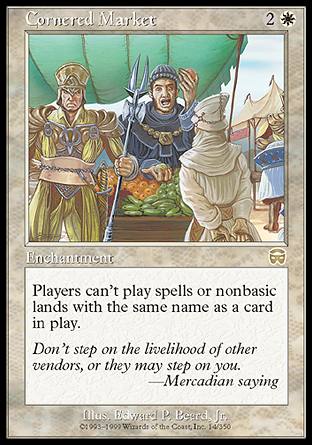 Cornered Market 2
Enchantment
Players can't play spells or nonbasic
lands with the same name as a card
in play.
Don't step on the livelihood of other
vendors, or they may step on you.
—Mercadian saying
Illus. Edward P. Beard, Jr.
©1993-1999 Wizards of the Coast, Inc. 14/350